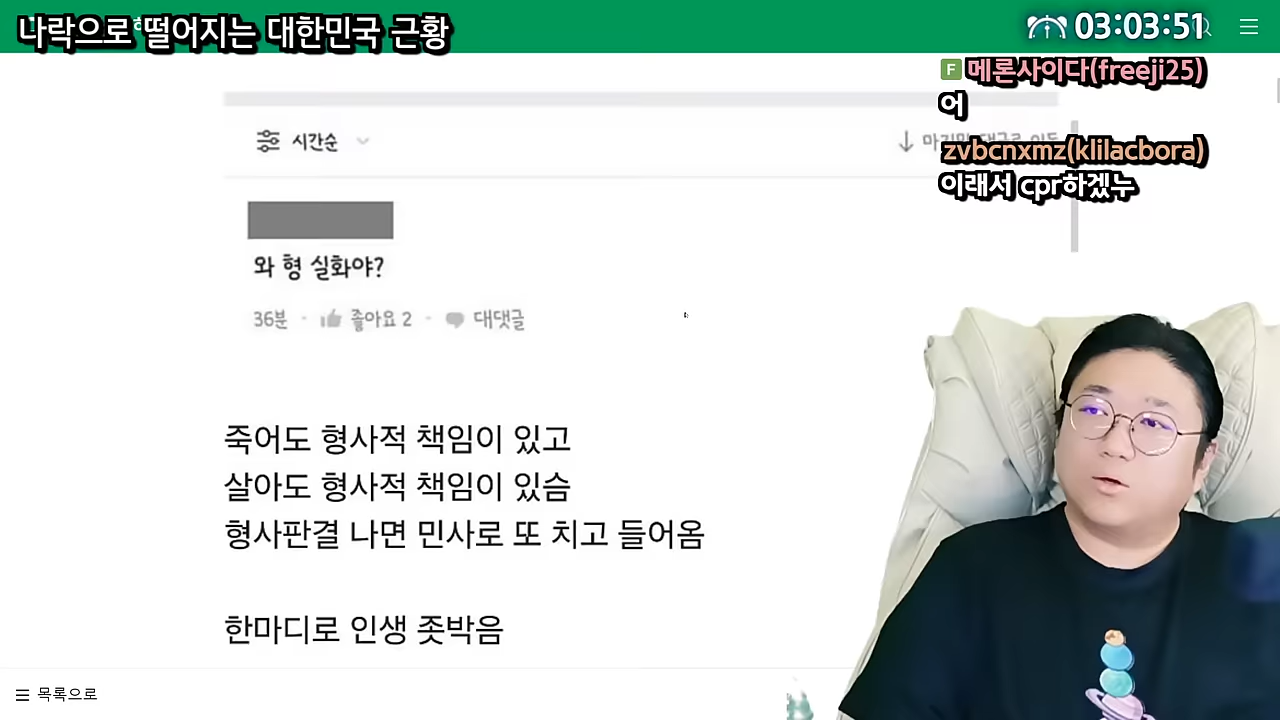 나락으로 떨어지는 대한민국 근황
03:03:51
F 메론사이다(freeji25)
어
시간순
zvbcnxmz(klilacbora)
이래서 cpr하겠누
와 형 실화야?
36분 · 좋아요 2 · 대댓글
죽어도 형사적 책임이 있고
살아도 형사적 책임이 있슴
형사판결 나면 민사로 또 치고 들어옴
한마디로 인생 좃박음
목록으로